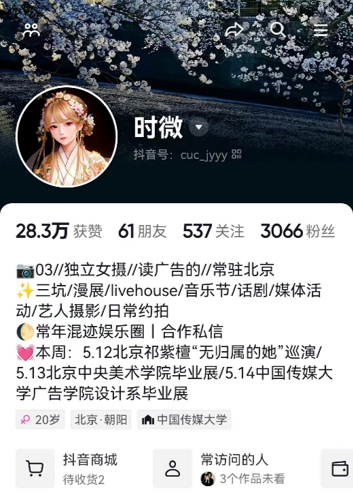 时微
抖音号：cuc_jyyy
28.3万 获赞 61 朋友 537 关注 3066 粉丝
📷03//独立女摄//读广告的//常驻北京
✨三坑/漫展/livehouse/音乐节/话剧/媒体活
动/艺人摄影/日常约拍
🌔常年混迹娱乐圈｜合作私信
💓本周：5.12北京祁紫檀“无归属的她”巡演/
5.13北京中央美术学院毕业展/5.14中国传媒大
学广告学院设计系毕业展
20岁 北京·朝阳 中国传媒大学
抖音商城 常访问的人
待收货2 3个作品未看